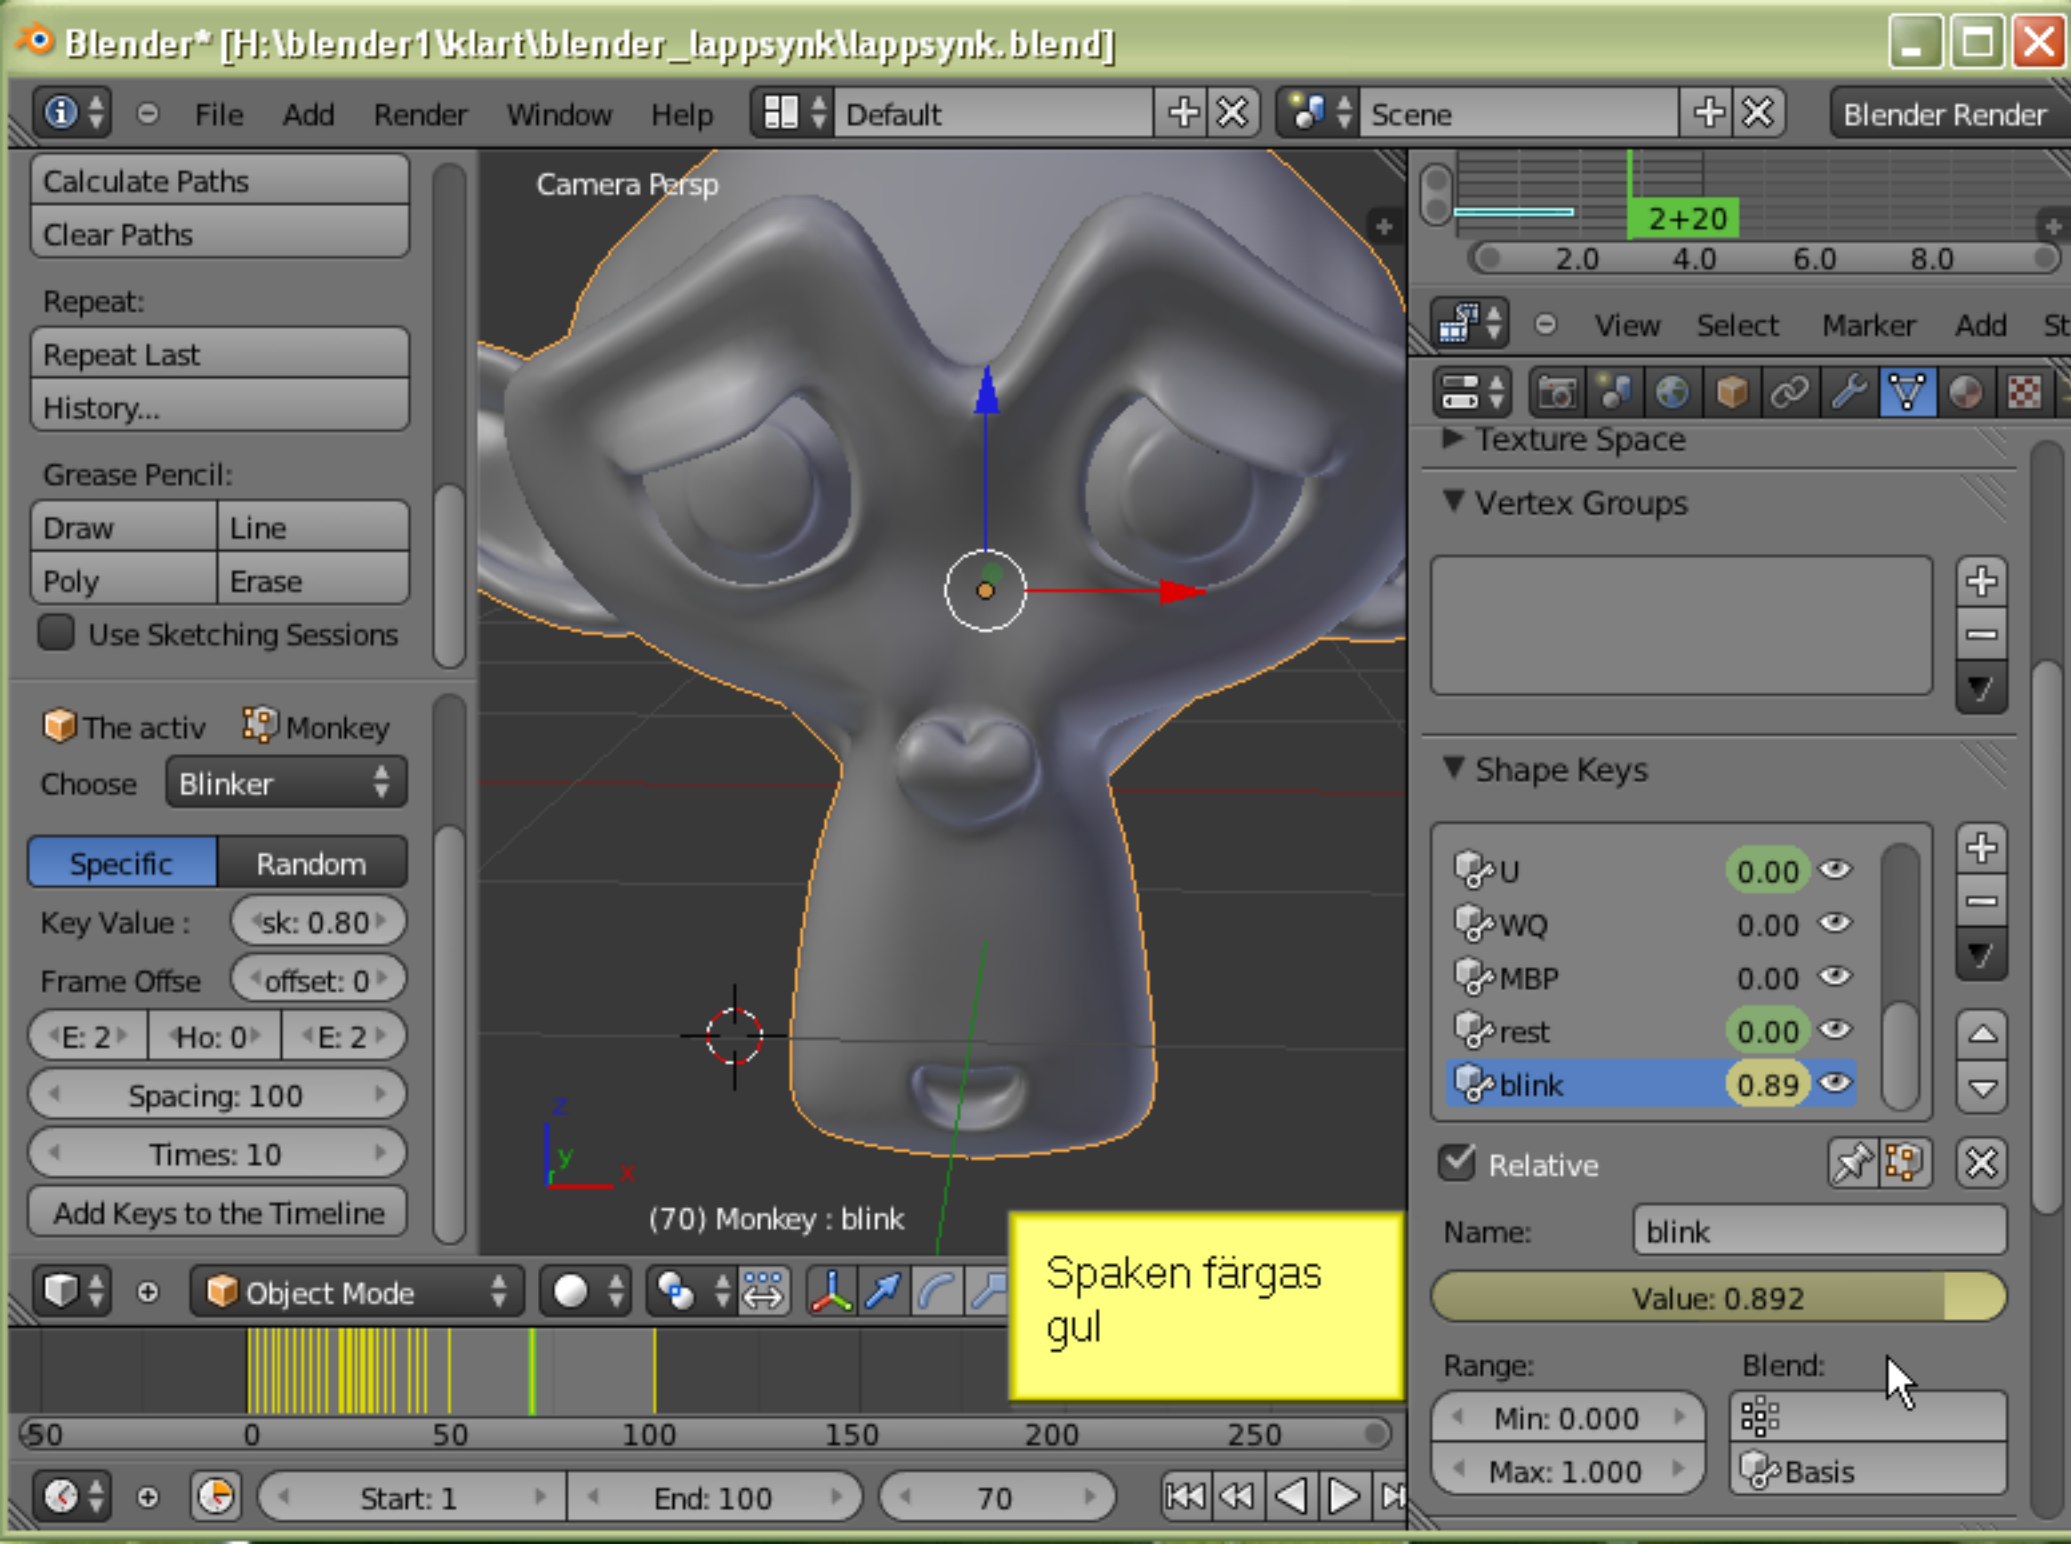 Blender* [H:\blender1\klart\blender_lappsynk\lappsynk.blend]
File Add Render Window Help Default Scene Blender Render
Calculate Paths
Clear Paths
Repeat:
Repeat Last
History...
Grease Pencil:
Draw Line
Poly Erase
Use Sketching Sessions
The activ Monkey
Choose Blinker
Specific Random
Key Value : sk: 0.80
Frame Offse offset: 0
E: 2 Ho: 0 E: 2
Spacing: 100
Times: 10
Add Keys to the Timeline
Camera Persp
z
y
x
(70) Monkey : blink
Spaken färgas
gul
Object Mode
-50 0 50 100 150 200 250
Start: 1 End: 100 70
2+20
2.0 4.0 6.0 8.0
View Select Marker Add St
Texture Space
Vertex Groups
Shape Keys
U 0.00
WQ 0.00
MBP 0.00
rest 0.00
blink 0.89
Relative
Name: blink
Value: 0.892
Range: Blend:
Min: 0.000
Max: 1.000 Basis